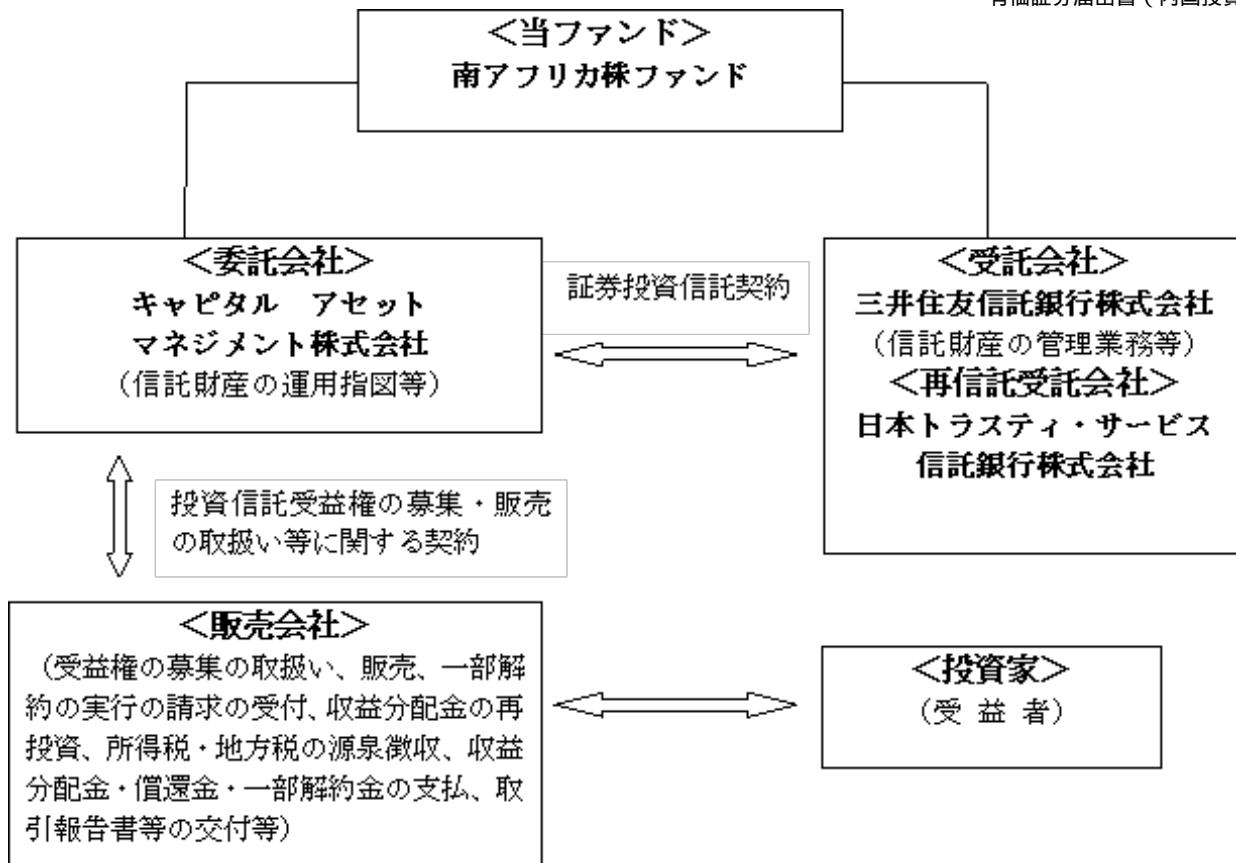 有価証券届出書（内国投資
＜当ファンド＞
南アフリカ株ファンド
＜委託会社＞
キャピタル　アセット
マネジメント株式会社
（信託財産の運用指図等）
証券投資信託契約
＜受託会社＞
三井住友信託銀行株式会社
（信託財産の管理業務等）
＜再信託受託会社＞
日本トラスティ・サービス
信託銀行株式会社
投資信託受益権の募集・販売
の取扱い等に関する契約
＜販売会社＞
（受益権の募集の取扱い、販売、一部解
約の実行の請求の受付、収益分配金の再
投資、所得税・地方税の源泉徴収、収益
分配金・償還金・一部解約金の支払、取
引報告書等の交付等）
＜投資家＞
（受 益 者）